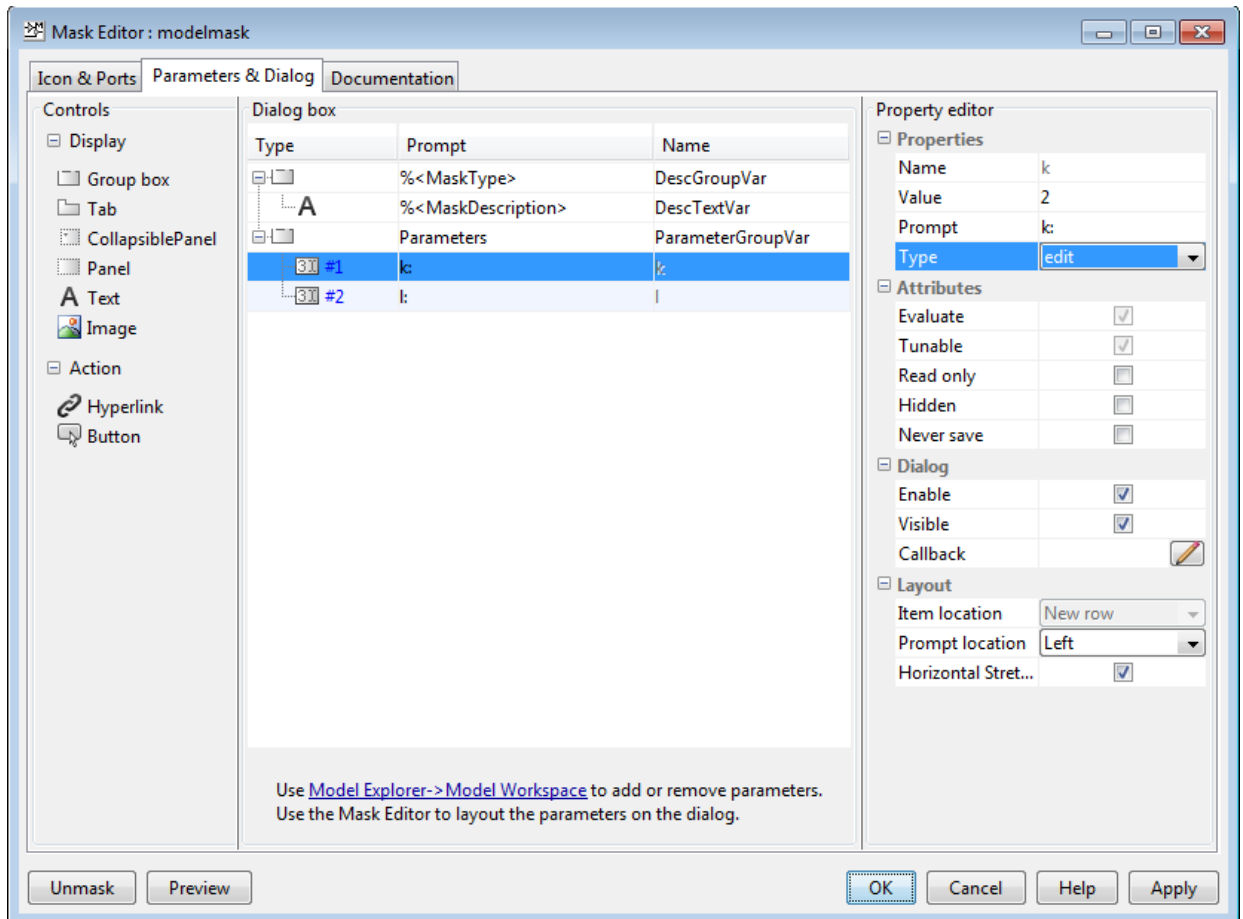 Mask Editor : modelmask
Icon & Ports Parameters & Dialog Documentation
Controls
Display
Group box
Tab
CollapsiblePanel
Panel
A Text
Image
Action
Hyperlink
Button
Dialog box
Type Prompt Name
%<MaskType> DescGroupVar
A %<MaskDescription> DescTextVar
Parameters ParameterGroupVar
31 #1 k: k
31 #2 l: l
Use Model Explorer->Model Workspace to add or remove parameters.
Use the Mask Editor to layout the parameters on the dialog.
Property editor
Properties
Name k
Value 2
Prompt k:
Type edit
Attributes
Evaluate
Tunable
Read only
Hidden
Never save
Dialog
Enable
Visible
Callback
Layout
Item location New row
Prompt location Left
Horizontal Stret...
Unmask Preview OK Cancel Help Apply